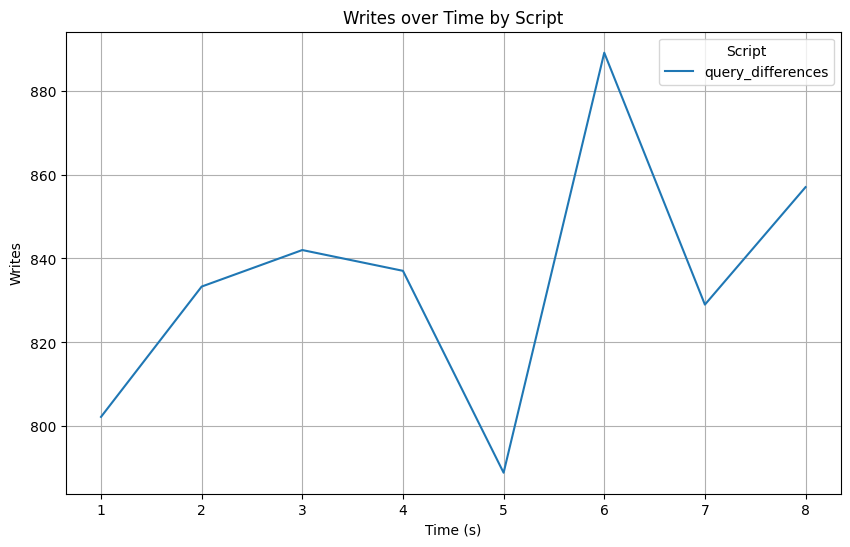 Writes over Time by Script
Script
query_differences
Writes
880
860
840
820
800
1 2 3 4 5 6 7 8
Time (s)